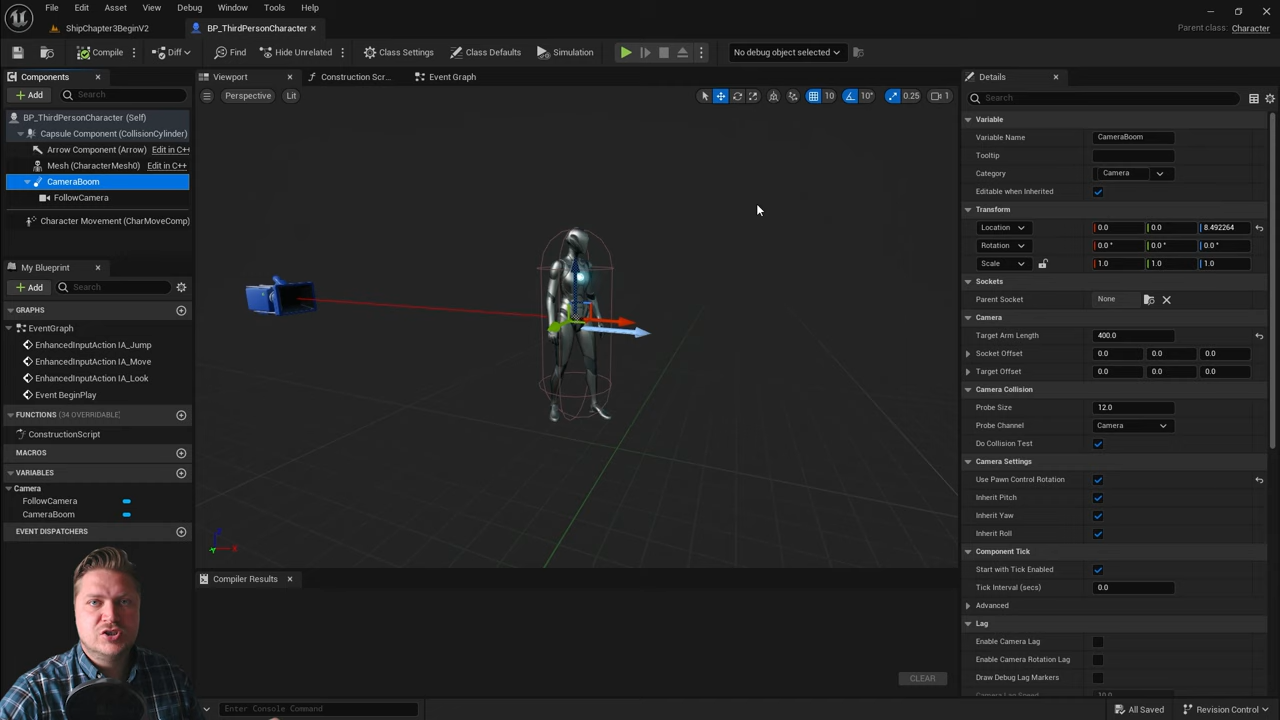 File Edit Asset View Debug Window Tools Help
ShipChapter3BeginV2 BP_ThirdPersonCharacter
Parent class: Character
Compile Diff Find Hide Unrelated Class Settings Class Defaults Simulation No debug object selected
Components
Add Search
BP_ThirdPersonCharacter (Self)
Capsule Component (CollisionCylinder)
Arrow Component (Arrow) Edit in C++
Mesh (CharacterMesh0) Edit in C++
CameraBoom
FollowCamera
Character Movement (CharMoveComp)
My Blueprint
Add Search
GRAPHS
EventGraph
EnhancedInputAction IA_Jump
EnhancedInputAction IA_Move
EnhancedInputAction IA_Look
Event BeginPlay
FUNCTIONS (34 OVERRIDABLE)
ConstructionScript
MACROS
VARIABLES
Camera
FollowCamera
CameraBoom
EVENT DISPATCHERS
Viewport Construction Scr... Event Graph
Perspective Lit 10 10° 0.25 1
Compiler Results
CLEAR
Enter Console Command
Details
Search
Variable
Variable Name CameraBoom
Tooltip
Category Camera
Editable when Inherited
Transform
Location 0.0 0.0 8.492264
Rotation 0.0 ° 0.0 ° 0.0 °
Scale 1.0 1.0 1.0
Sockets
Parent Socket None
Camera
Target Arm Length 400.0
Socket Offset 0.0 0.0 0.0
Target Offset 0.0 0.0 0.0
Camera Collision
Probe Size 12.0
Probe Channel Camera
Do Collision Test
Camera Settings
Use Pawn Control Rotation
Inherit Pitch
Inherit Yaw
Inherit Roll
Component Tick
Start with Tick Enabled
Tick Interval (secs) 0.0
Advanced
Lag
Enable Camera Lag
Enable Camera Rotation Lag
Draw Debug Lag Markers
Camera Lag Speed 10.0
All Saved Revision Control